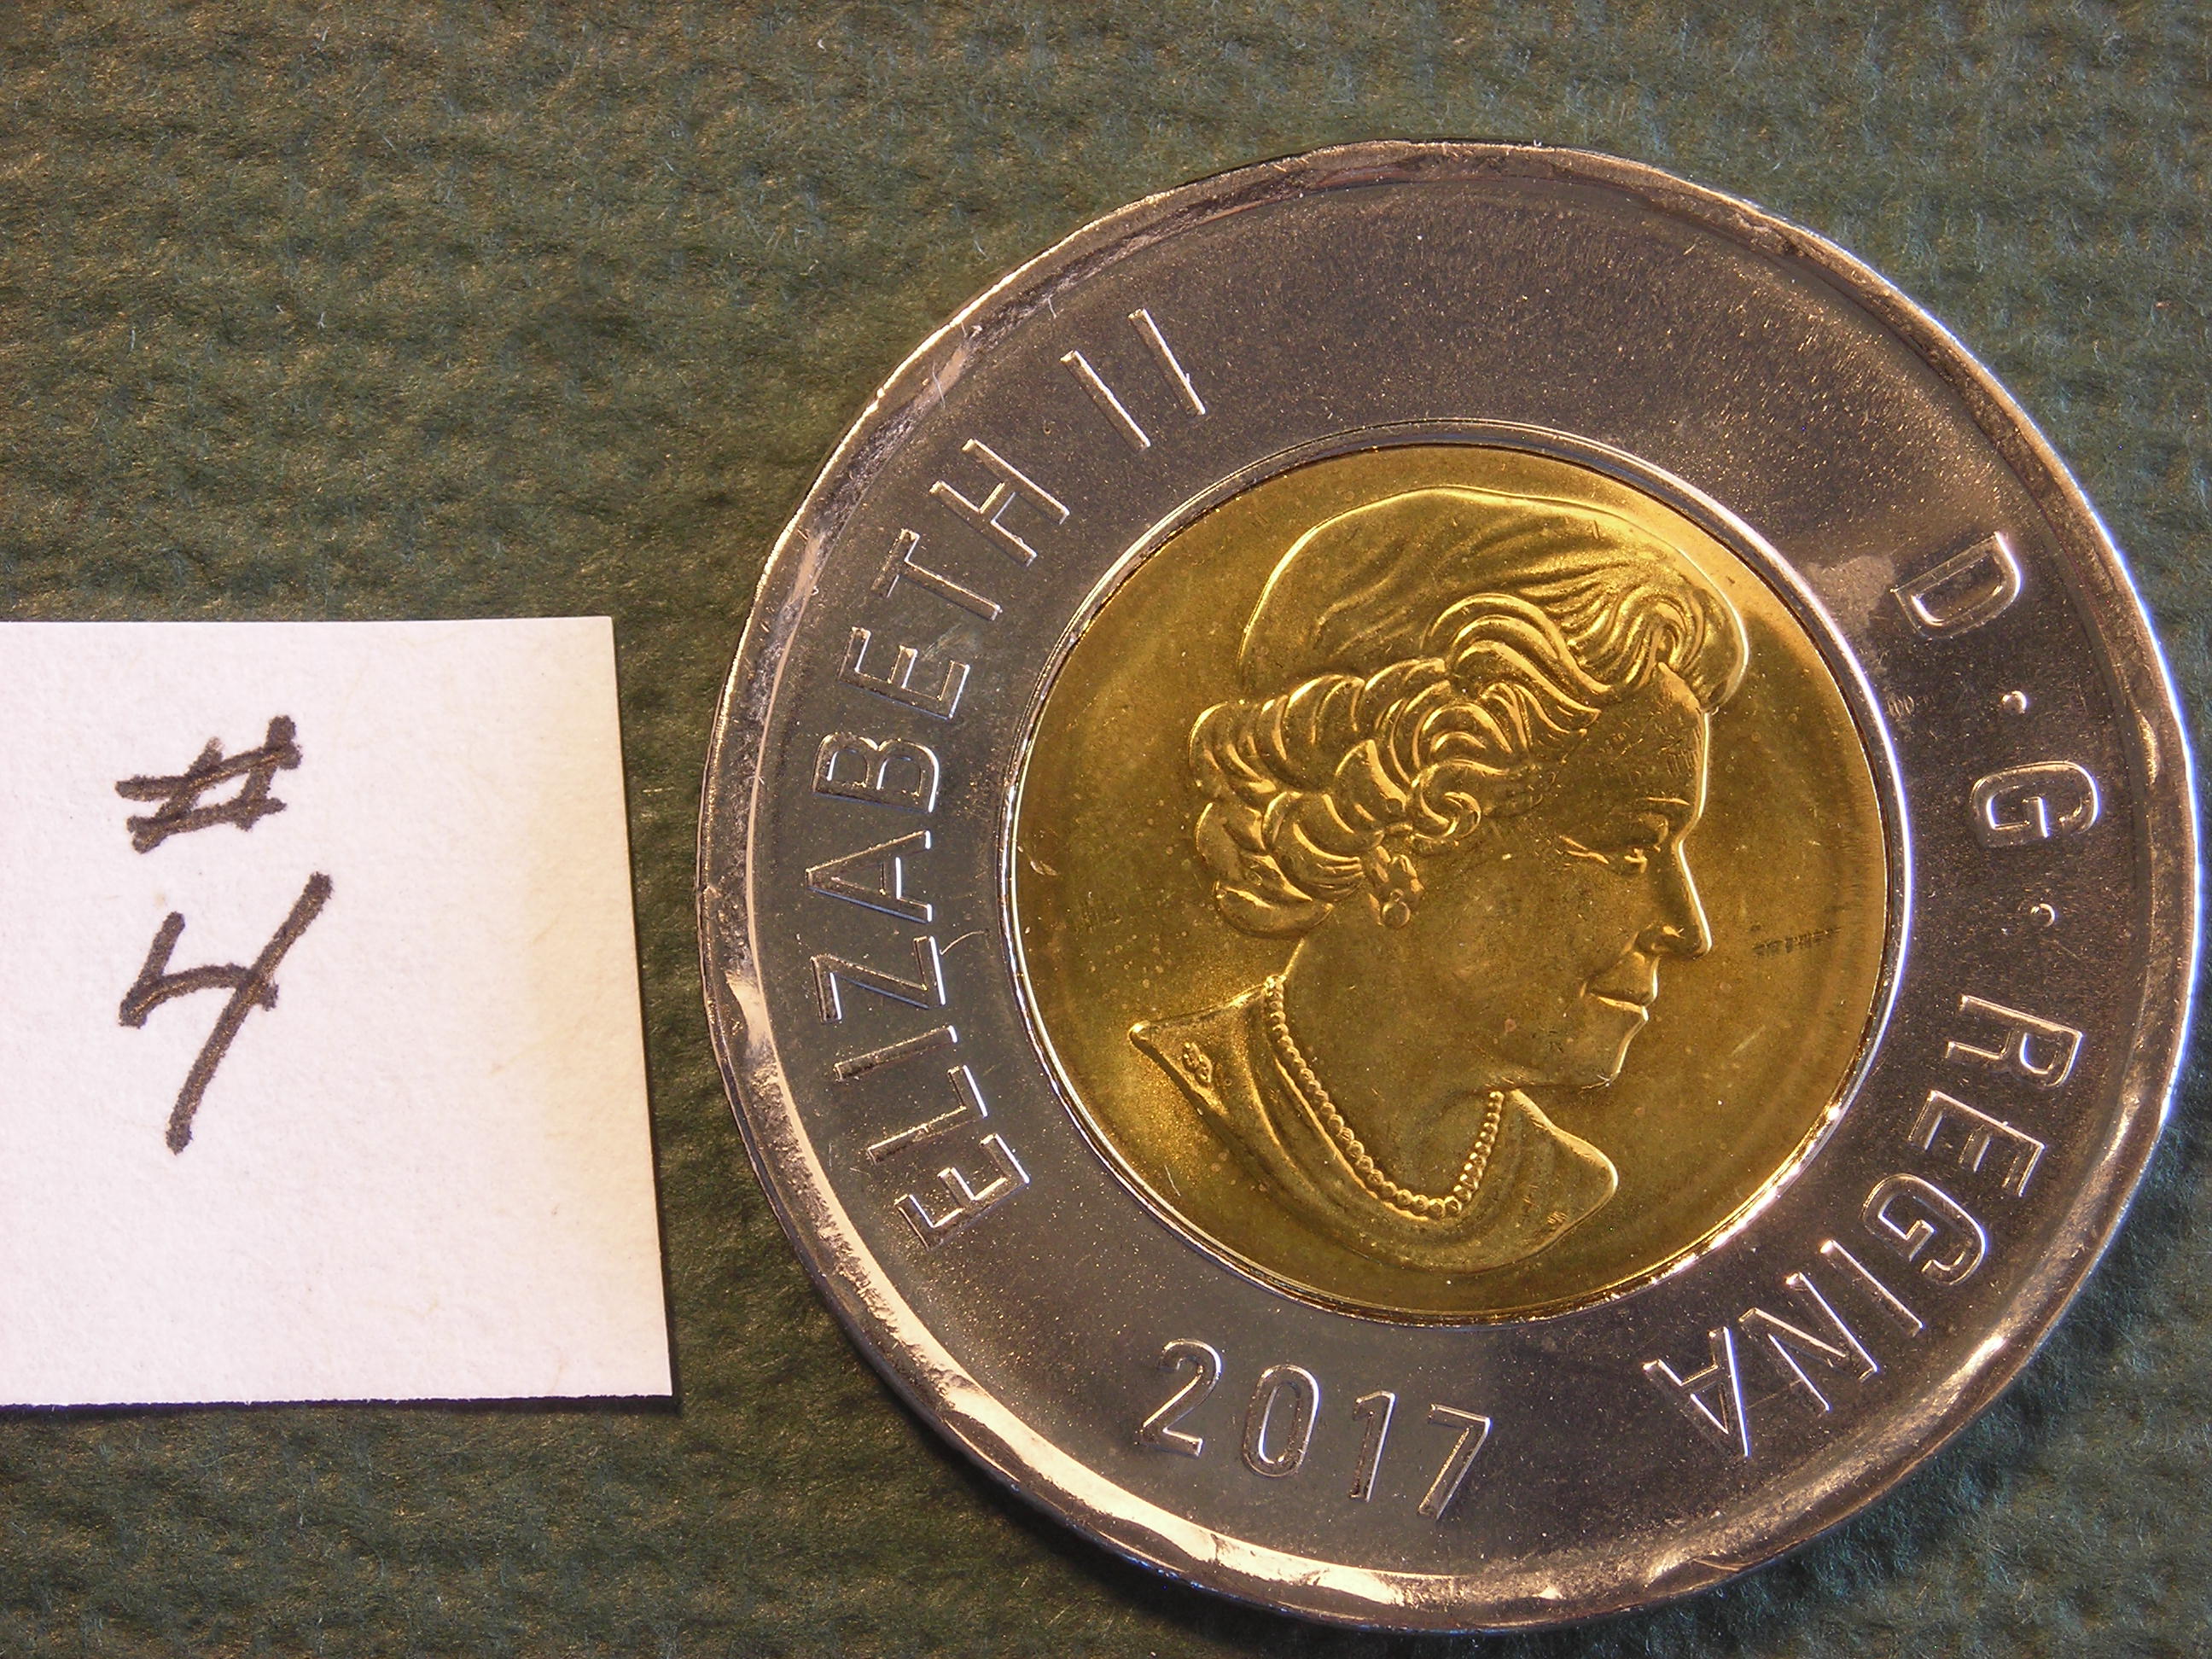 #
4
ELIZABETH II
D·G·REGINA
2017